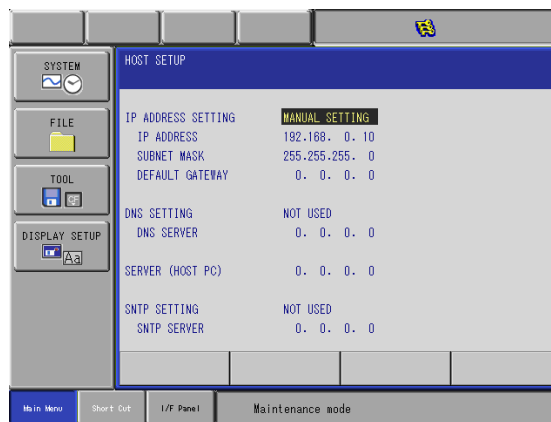 SYSTEM
FILE
TOOL
CF
DISPLAY SETUP
Aa
HOST SETUP
IP ADDRESS SETTING MANUAL SETTING
IP ADDRESS 192.168. 0. 10
SUBNET MASK 255.255.255. 0
DEFAULT GATEWAY 0. 0. 0. 0
DNS SETTING NOT USED
DNS SERVER 0. 0. 0. 0
SERVER (HOST PC) 0. 0. 0. 0
SNTP SETTING NOT USED
SNTP SERVER 0. 0. 0. 0
Main Menu Short Cut I/F Panel Maintenance mode